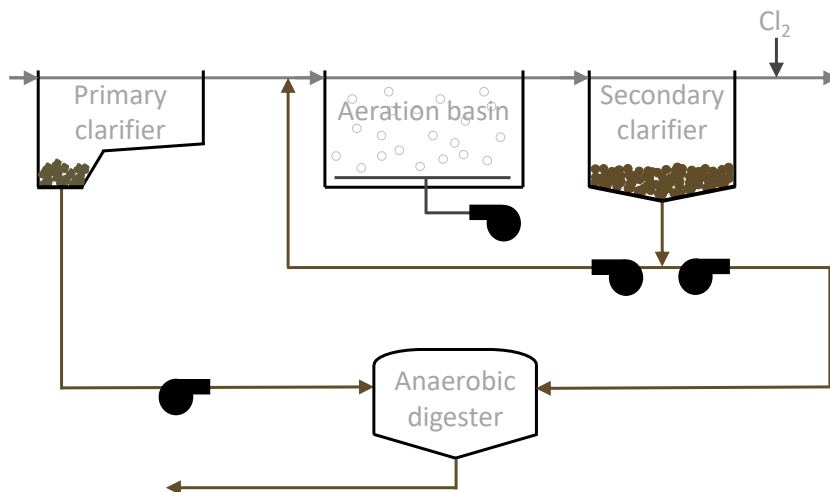 Cl₂
Primary
clarifier
Aeration basin
Secondary
clarifier
Anaerobic
digester